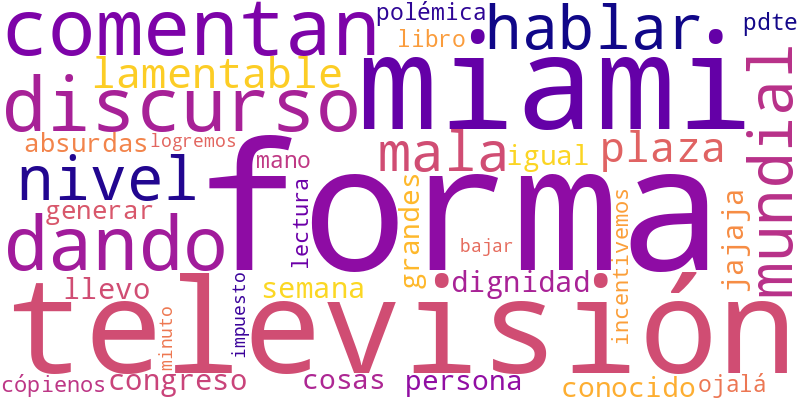 comentan
polémica
hablar
pdte
libro
lamentable
miami
discurso
mundial
absurdas
logremos
mala
igual
plaza
nivel
mano
forma
generar
lectura
grandes
incentivemos
jajaja
dando
bajar
televisión
llevo
semana
dignidad
impuesto
minuto
cópienos
congreso
cosas
persona
conocido
ojalá